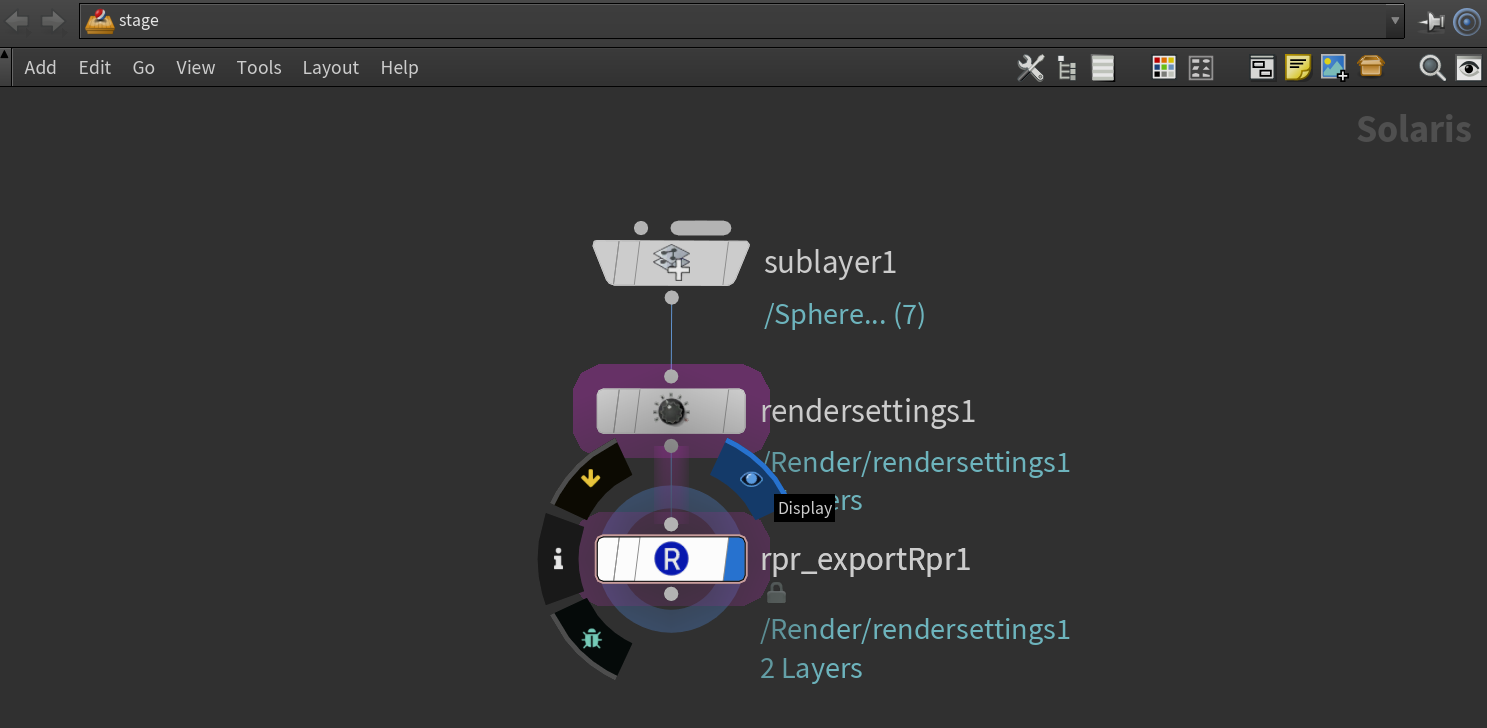 stage
Add Edit Go View Tools Layout Help
Solaris
sublayer1
/Sphere... (7)
rendersettings1
/Render/rendersettings1
ers
Display
i
R
rpr_exportRpr1
/Render/rendersettings1
2 Layers